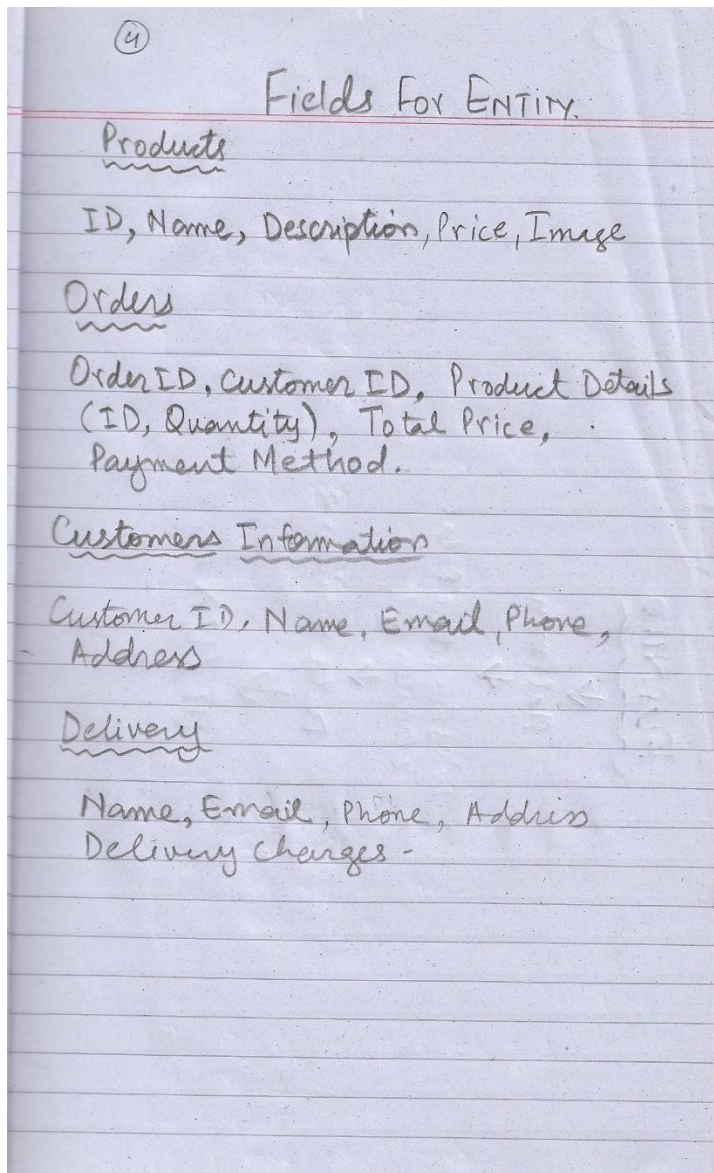 4
Fields For ENTITY.
Products
ID, Name, Description, Price, Image
Orders
Order ID, Customer ID, Product Details
(ID, Quantity), Total Price,
Payment Method.
Customers Information
Customer ID, Name, Email, Phone,
Address
Delivery
Name, Email, Phone, Address
Delivery Charges -